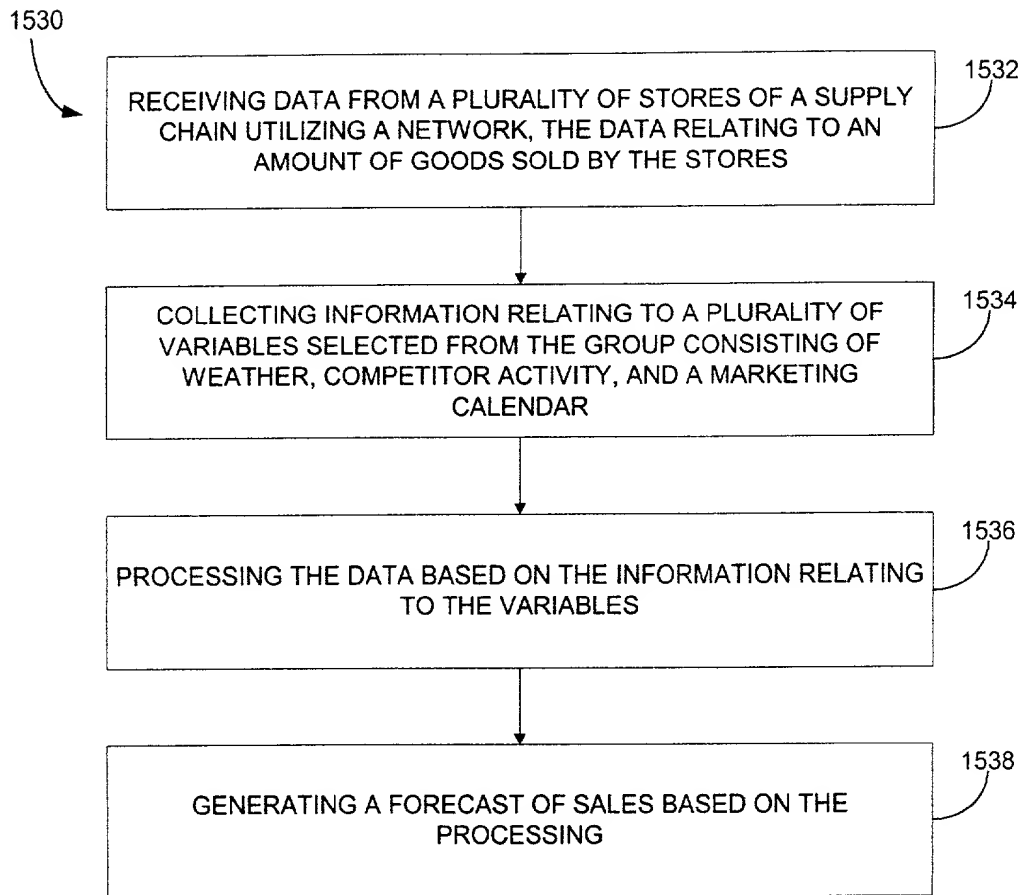 1530
1532
RECEIVING DATA FROM A PLURALITY OF STORES OF A SUPPLY
CHAIN UTILIZING A NETWORK, THE DATA RELATING TO AN
AMOUNT OF GOODS SOLD BY THE STORES
1534
COLLECTING INFORMATION RELATING TO A PLURALITY OF
VARIABLES SELECTED FROM THE GROUP CONSISTING OF
WEATHER, COMPETITOR ACTIVITY, AND A MARKETING
CALENDAR
1536
PROCESSING THE DATA BASED ON THE INFORMATION RELATING
TO THE VARIABLES
1538
GENERATING A FORECAST OF SALES BASED ON THE
PROCESSING